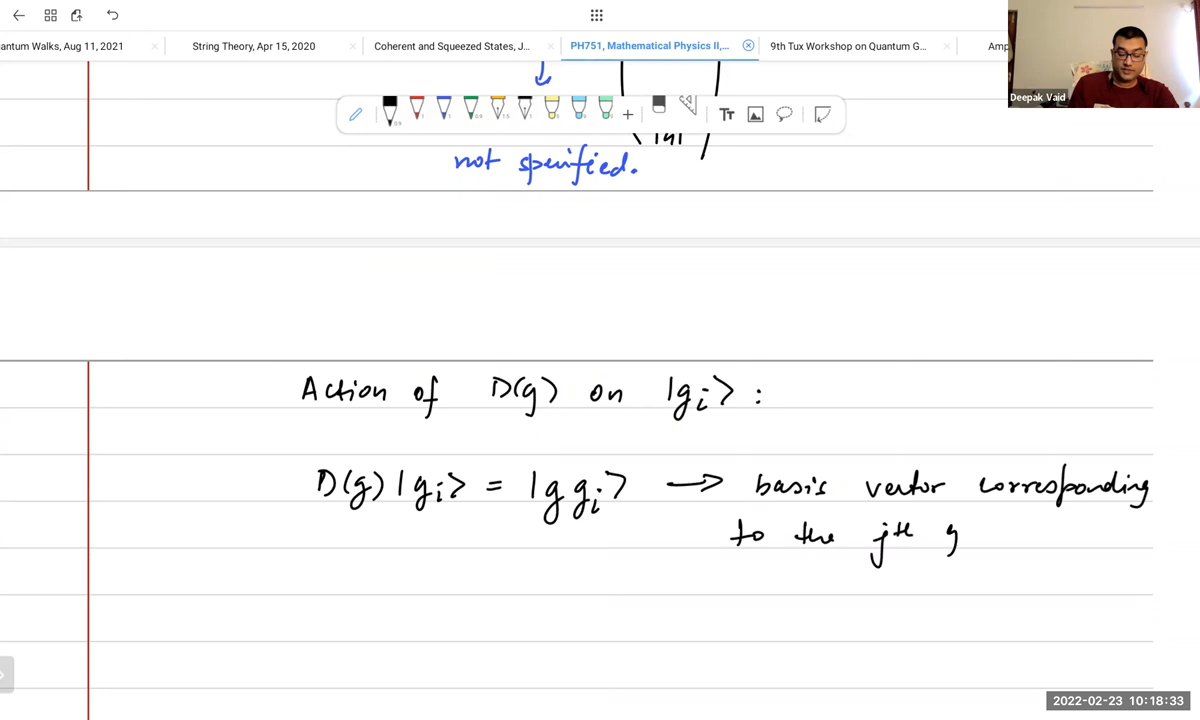 antum Walks, Aug 11, 2021
String Theory, Apr 15, 2020
Coherent and Squeezed States, J...
PH751, Mathematical Physics II,...
9th Tux Workshop on Quantum G...
Amp
Deepak Vaid
Tт
not specified.
Action of D(g) on |gᵢ> :
D(g)|gᵢ> = |g gᵢ> → basis vector corresponding
to the jth g
2022-02-23 10:18:33